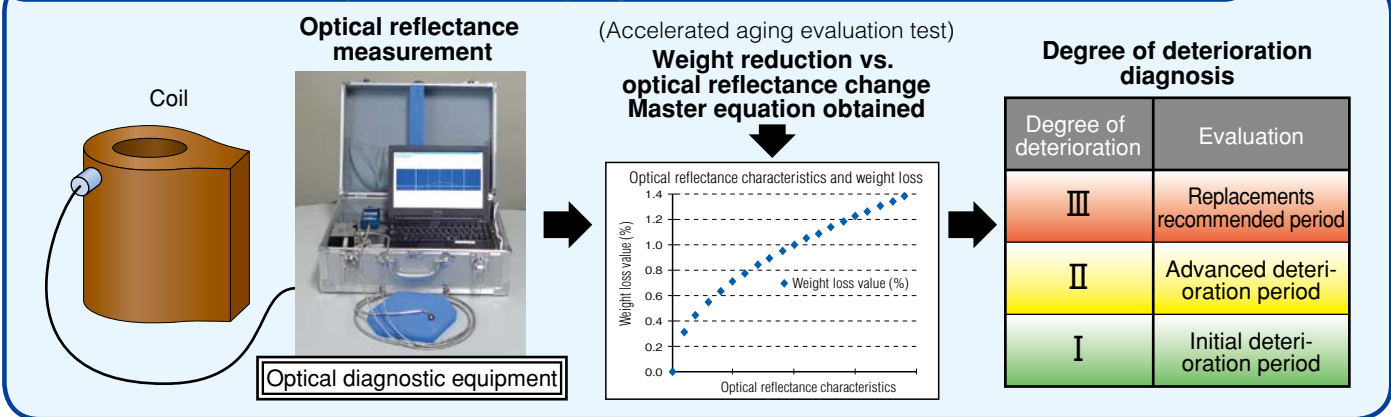 Coil
Optical reflectance
measurement
Optical diagnostic equipment
(Accelerated aging evaluation test)
Weight reduction vs.
optical reflectance change
Master equation obtained
Optical reflectance characteristics and weight loss
Weight loss value (%)
1.4
1.2
1.0
0.8
0.6
0.4
0.2
0.0
Weight loss value (%)
Optical reflectance characteristics
Degree of deterioration
diagnosis
Degree of
deterioration
Evaluation
Ⅲ
Replacements
recommended period
Ⅱ
Advanced deteri-
oration period
Ⅰ
Initial deteri-
oration period